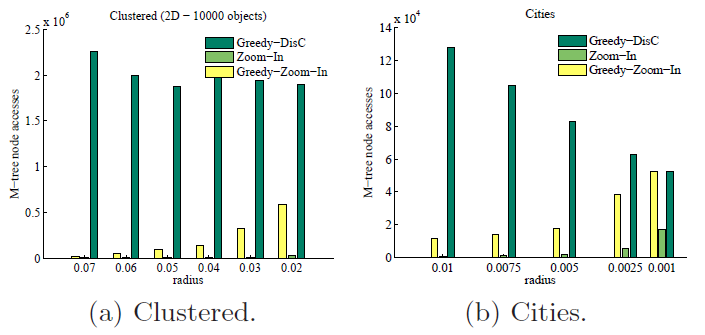 Clustered (2D − 10000 objects)
x 10^6
2.5
2
1.5
1
0.5
0
M−tree node accesses
Greedy−DisC
Zoom−In
Greedy−Zoom−In
0.07 0.06 0.05 0.04 0.03 0.02
radius
(a) Clustered.
Cities
x 10^4
14
12
10
8
6
4
2
0
M−tree node accesses
Greedy−DisC
Zoom−In
Greedy−Zoom−In
0.01 0.0075 0.005 0.0025 0.001
radius
(b) Cities.